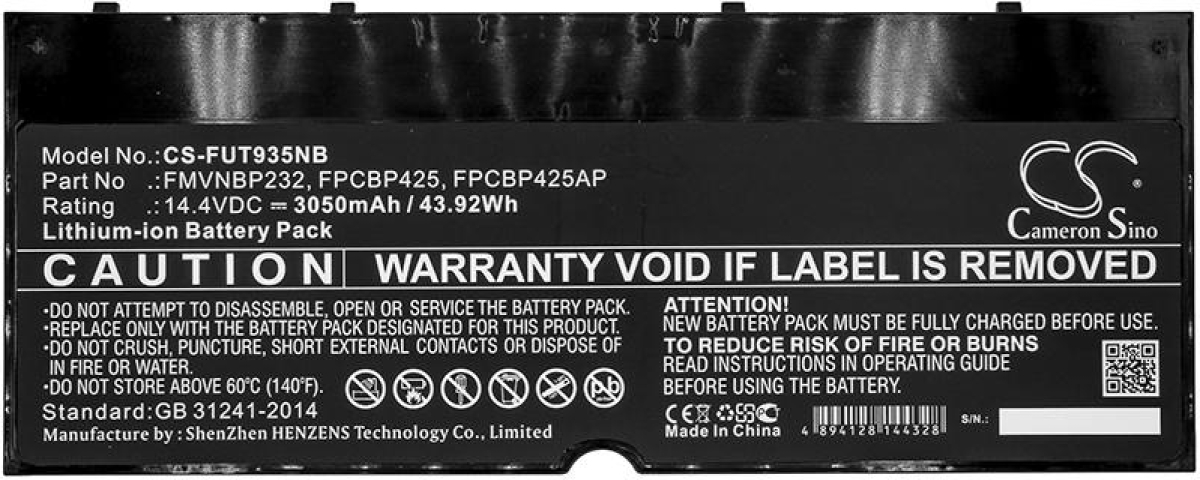 Model No.:CS-FUT935NB
Part No .:FMVNBP232, FPCBP425, FPCBP425AP
Rating .:14.4VDC ⎓ 3050mAh / 43.92Wh
Lithium-ion Battery Pack
CS®
Cameron Sino
CAUTION
WARRANTY VOID IF LABEL IS REMOVED
•DO NOT ATTEMPT TO DISASSEMBLE, OPEN OR SERVICE THE BATTERY PACK.
•REPLACE ONLY WITH THE BATTERY PACK DESIGNATED FOR THIS PRODUCT.
•DO NOT CRUSH, PUNCTURE, SHORT EXTERNAL CONTACTS OR DISPOSE OF
IN FIRE OR WATER.
•DO NOT STORE ABOVE 60℃ (140℉).
Pb
Standard:GB 31241-2014
Manufacture by : ShenZhen HENZENS Technology Co., Limited
ATTENTION!
NEW BATTERY PACK MUST BE FULLY CHARGED BEFORE USE.
TO REDUCE RISK OF FIRE OR BURNS
READ INSTRUCTIONS IN OPERATING GUIDE
BEFORE USING THE BATTERY.
CE
Made In China
4 894128 144328
S/N: